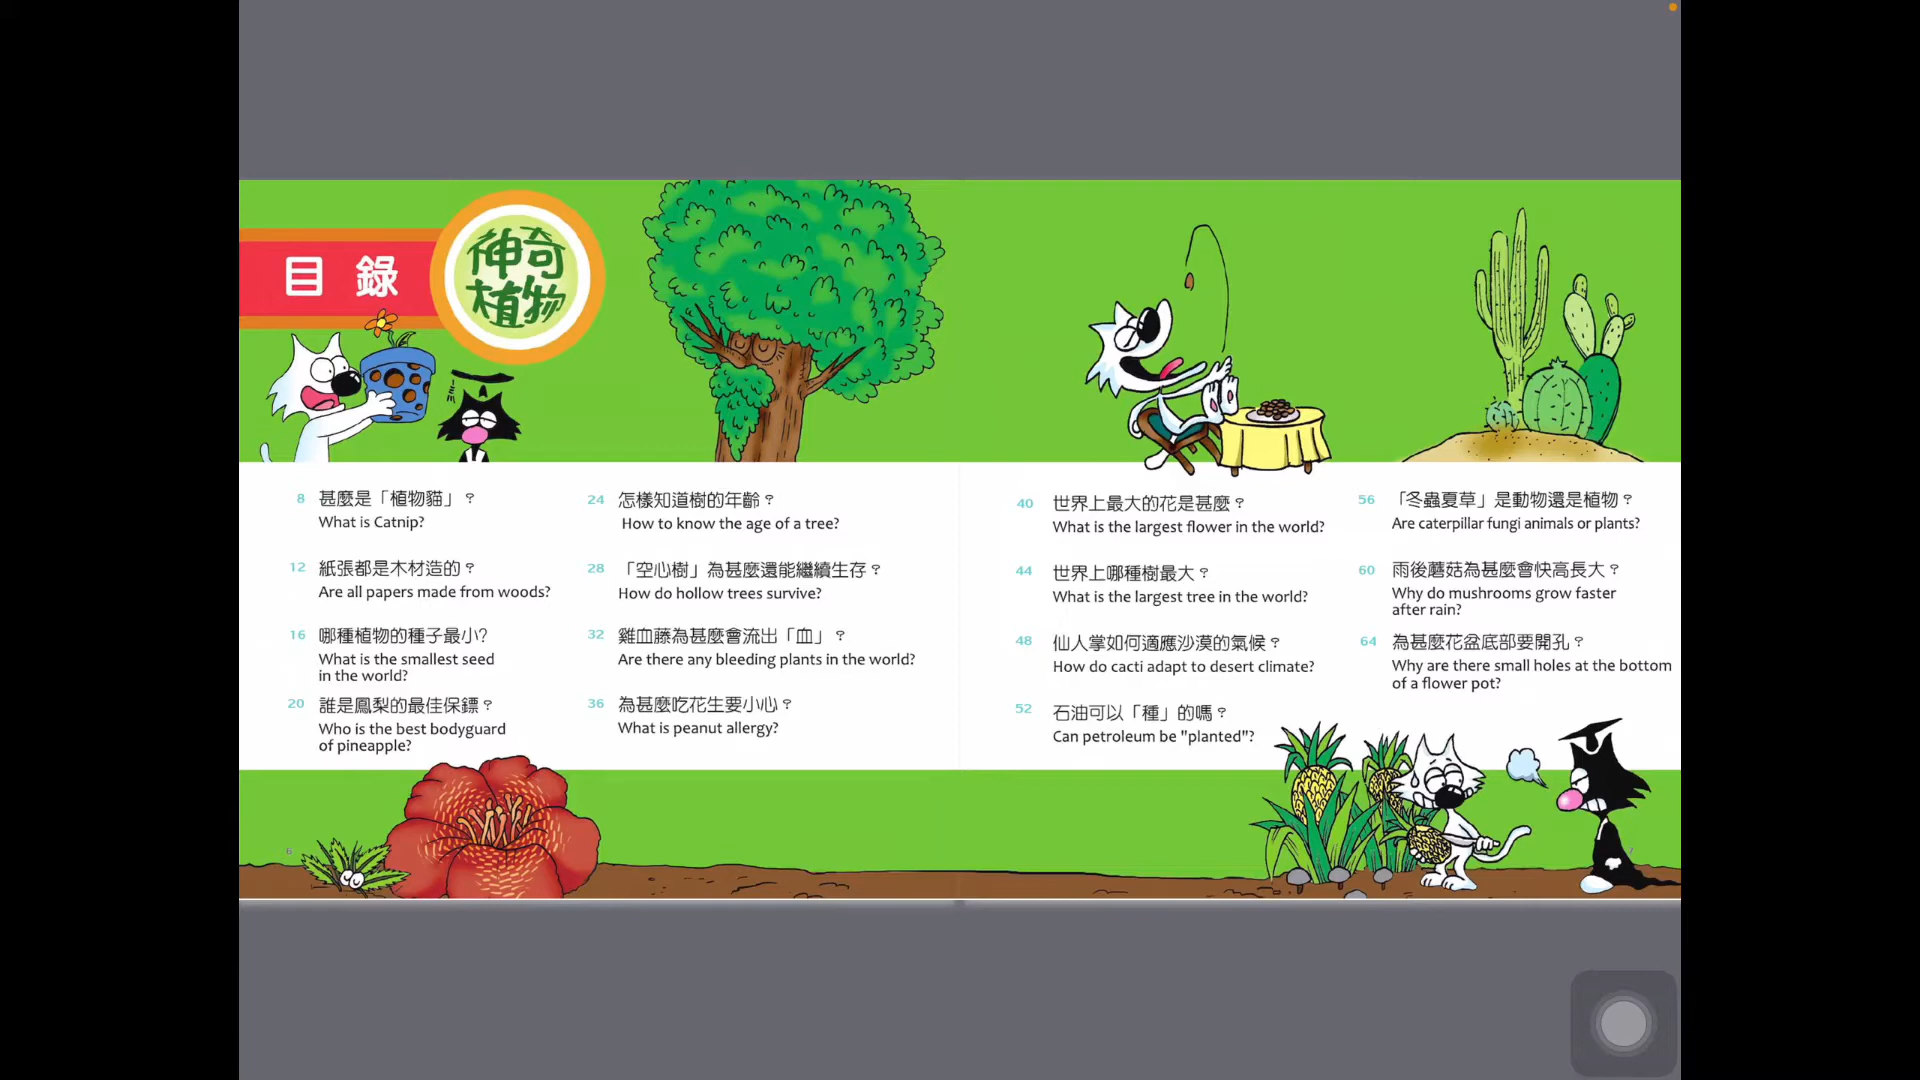 目 錄
神奇
植物
8 甚麼是「植物貓」？
What is Catnip?
12 紙張都是木材造的？
Are all papers made from woods?
16 哪種植物的種子最小?
What is the smallest seed
in the world?
20 誰是鳳梨的最佳保鏢？
Who is the best bodyguard
of pineapple?
24 怎樣知道樹的年齡？
How to know the age of a tree?
28 「空心樹」為甚麼還能繼續生存？
How do hollow trees survive?
32 雞血藤為甚麼會流出「血」？
Are there any bleeding plants in the world?
36 為甚麼吃花生要小心？
What is peanut allergy?
40 世界上最大的花是甚麼？
What is the largest flower in the world?
44 世界上哪種樹最大？
What is the largest tree in the world?
48 仙人掌如何適應沙漠的氣候？
How do cacti adapt to desert climate?
52 石油可以「種」的嗎？
Can petroleum be "planted"?
56 「冬蟲夏草」是動物還是植物？
Are caterpillar fungi animals or plants?
60 雨後蘑菇為甚麼會快高長大？
Why do mushrooms grow faster
after rain?
64 為甚麼花盆底部要開孔？
Why are there small holes at the bottom
of a flower pot?
6
7